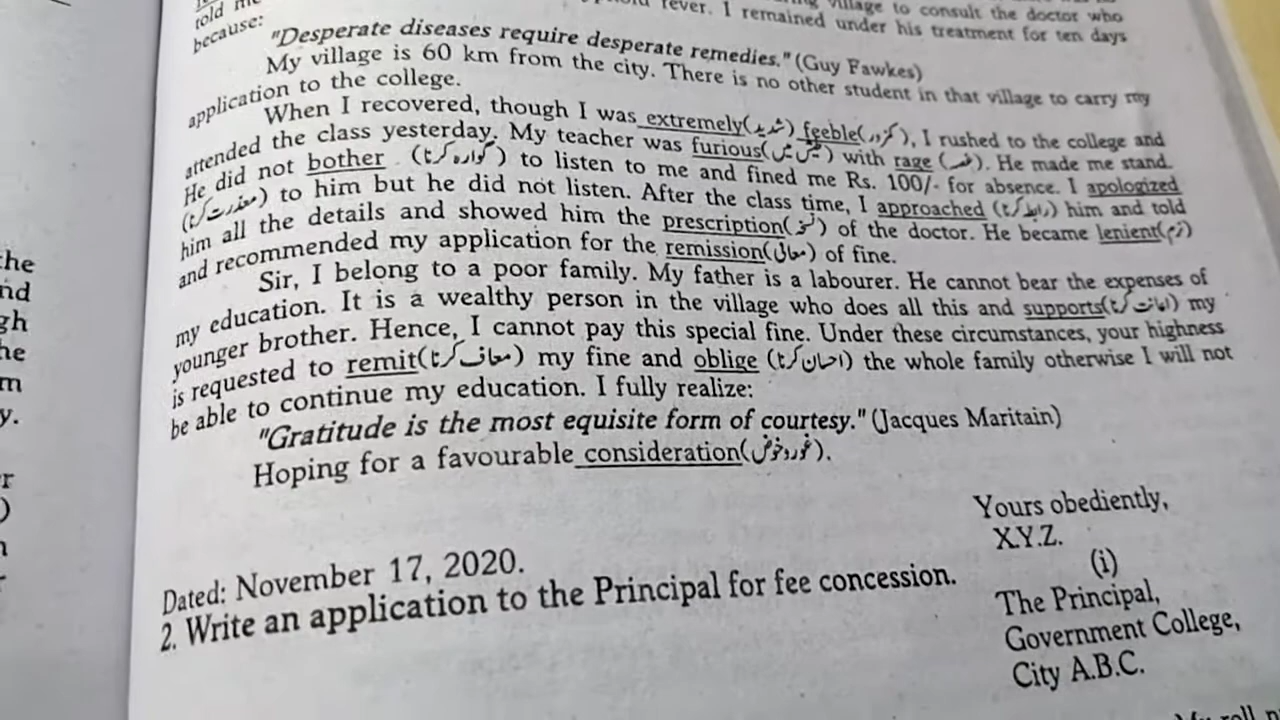 told me
village to consult the doctor who
because:
fever. I remained under his treatment for ten days
"Desperate diseases require desperate remedies." (Guy Fawkes)
My village is 60 km from the city. There is no other student in that village to carry my
application to the college.
When I recovered, though I was extremely(شدید) feeble(کمزور), I rushed to the college and
attended the class yesterday. My teacher was furious( ) with rage (غصہ). He made me stand.
He did not bother (گوارہ کرنا) to listen to me and fined me Rs. 100/- for absence. I apologized
(معذرت کرنا) to him but he did not listen. After the class time, I approached (رابطہ کرنا) him and told
him all the details and showed him the prescription(نسخہ) of the doctor. He became lenient(نرم)
and recommended my application for the remission(معافی) of fine.
Sir, I belong to a poor family. My father is a labourer. He cannot bear the expenses of
my education. It is a wealthy person in the village who does all this and supports(اعانت کرنا) my
younger brother. Hence, I cannot pay this special fine. Under these circumstances, your highness
is requested to remit(معاف کرنا) my fine and oblige (احسان کرنا) the whole family otherwise I will not
be able to continue my education. I fully realize:
"Gratitude is the most equisite form of courtesy." (Jacques Maritain)
Hoping for a favourable consideration(غوروخوض).
Yours obediently,
X.Y.Z.
Dated: November 17, 2020.
2. Write an application to the Principal for fee concession.
(i)
The Principal,
Government College,
City A.B.C.